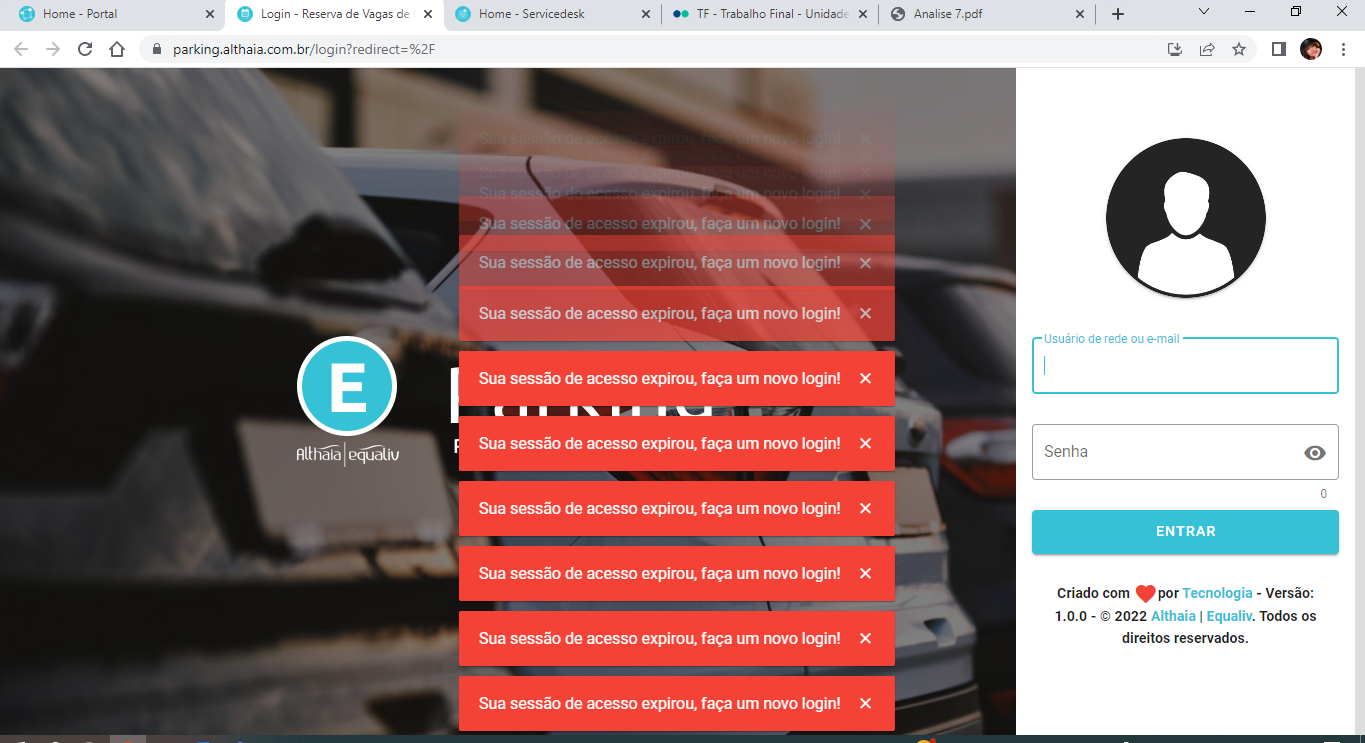 Home - Portal
Login - Reserva de Vagas de
Home - Servicedesk
TF - Trabalho Final - Unidade
Analise 7.pdf
parking.althaia.com.br/login?redirect=%2F
Sua sessão de acesso expirou, faça um novo login!
Sua sessão de acesso expirou, faça um novo login!
Sua sessão de acesso expirou, faça um novo login!
Sua sessão de acesso expirou, faça um novo login!
Sua sessão de acesso expirou, faça um novo login!
Sua sessão de acesso expirou, faça um novo login!
Sua sessão de acesso expirou, faça um novo login!
Sua sessão de acesso expirou, faça um novo login!
Sua sessão de acesso expirou, faça um novo login!
Sua sessão de acesso expirou, faça um novo login!
Sua sessão de acesso expirou, faça um novo login!
Sua sessão de acesso expirou, faça um novo login!
E
Althaia | equaliv
Usuário de rede ou e-mail
Senha
0
ENTRAR
Criado com ❤ por Tecnologia - Versão:
1.0.0 - © 2022 Althaia | Equaliv. Todos os
direitos reservados.